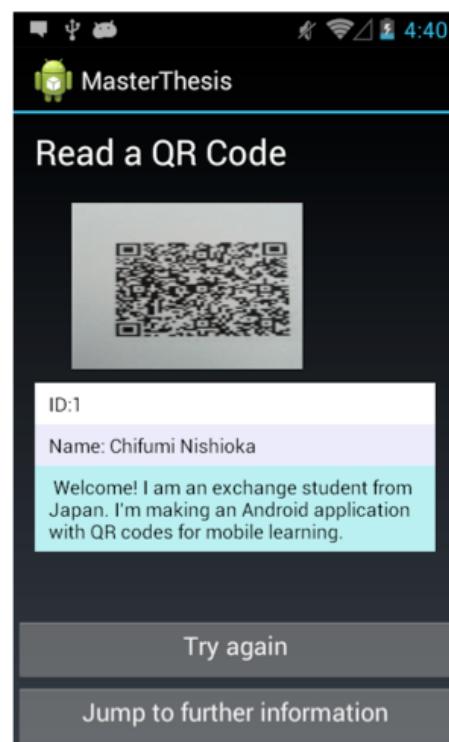 4:40
MasterThesis
Read a QR Code
ID:1
Name: Chifumi Nishioka
Welcome! I am an exchange student from
Japan. I'm making an Android application
with QR codes for mobile learning.
Try again
Jump to further information